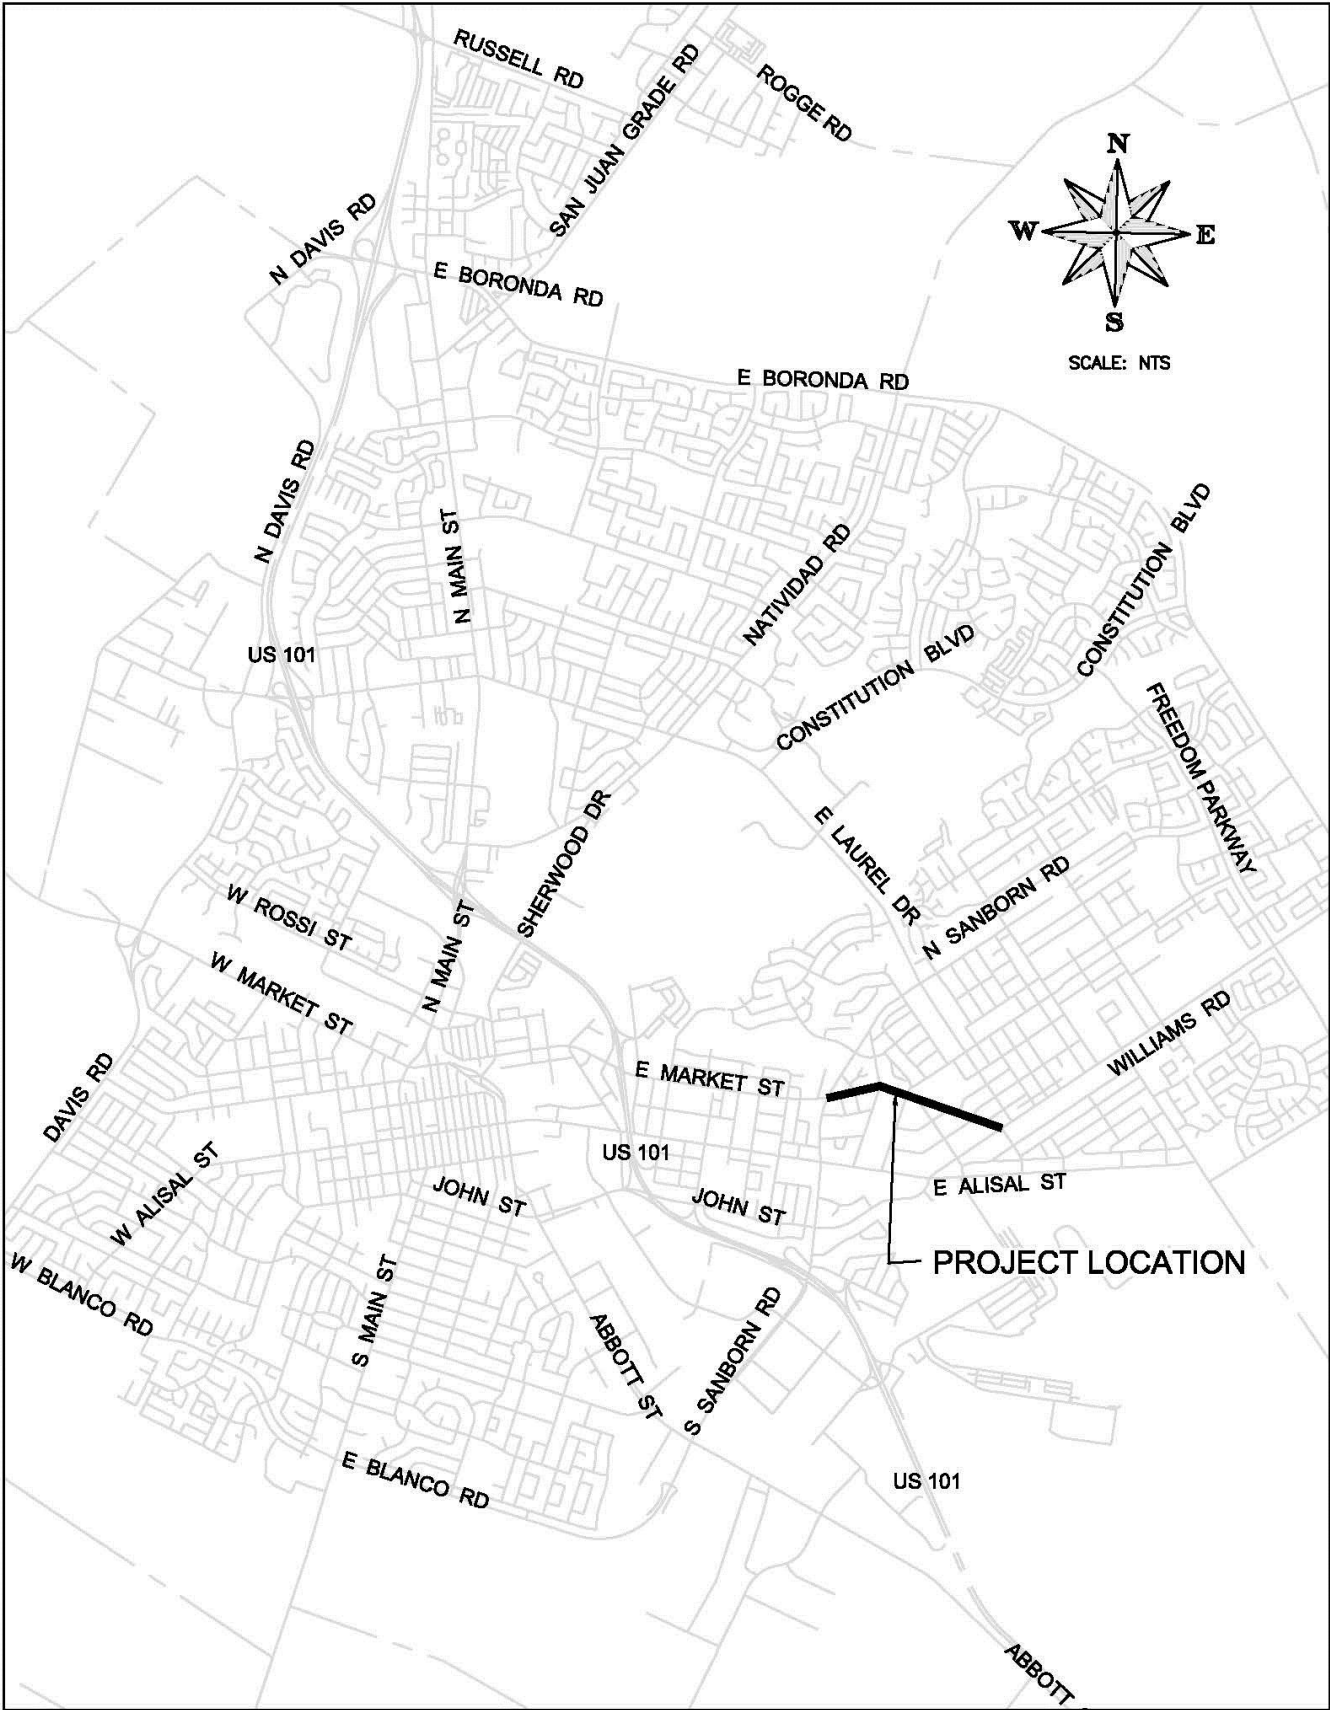 RUSSELL RD
SAN JUAN GRADE RD
ROGGE RD
N
W
E
S
SCALE: NTS
N DAVIS RD
E BORONDA RD
E BORONDA RD
N DAVIS RD
N MAIN ST
NATIVIDAD RD
CONSTITUTION BLVD
CONSTITUTION BLVD
US 101
FREEDOM PARKWAY
SHERWOOD DR
E LAUREL DR
N SANBORN RD
W ROSSI ST
N MAIN ST
W MARKET ST
WILLIAMS RD
E MARKET ST
DAVIS RD
US 101
W ALISAL ST
JOHN ST
JOHN ST
E ALISAL ST
PROJECT LOCATION
W BLANCO RD
S MAIN ST
ABBOTT ST
S SANBORN RD
E BLANCO RD
US 101
ABBOTT